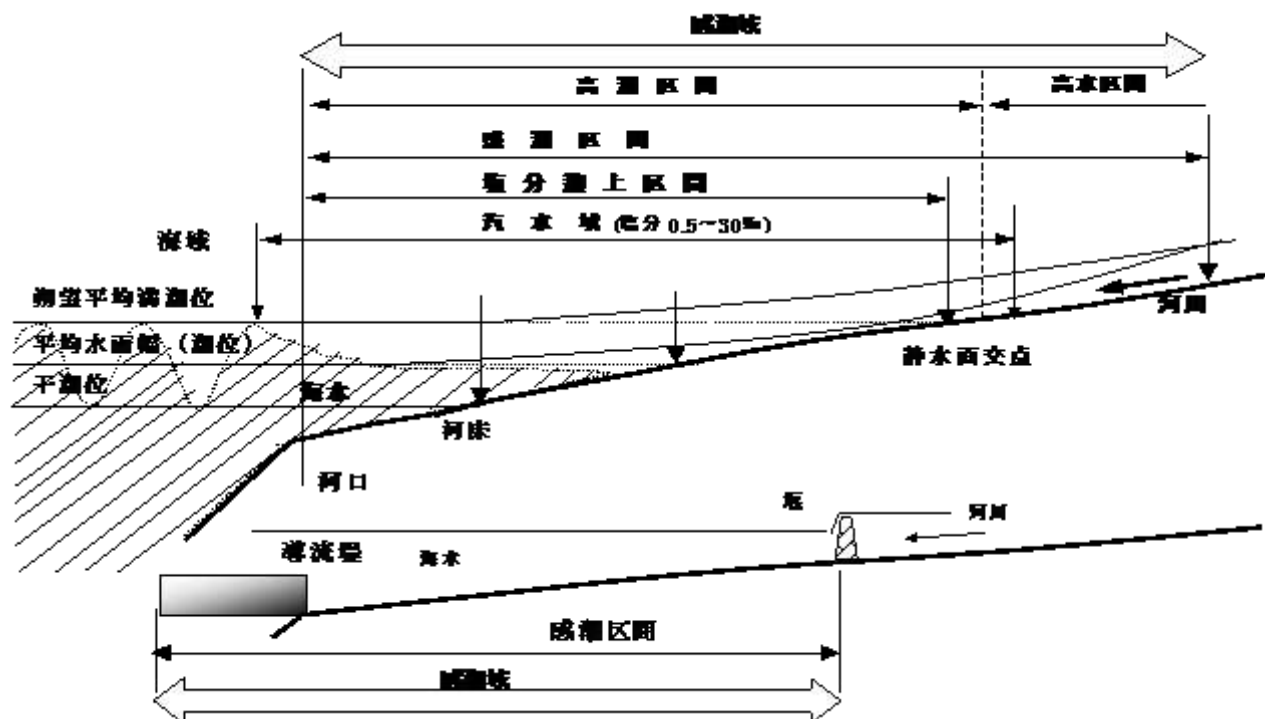 感潮域
高潮区間 高水区間
感潮区間
塩分遡上区間
汽水域 (塩分 0.5~30‰)
海域
朔望平均満潮位
平均水面幅 (潮位)
河川
静水面交点
干潮位
海水
河床
河口
堰 河川
導流堤 海水
感潮区間
感潮域